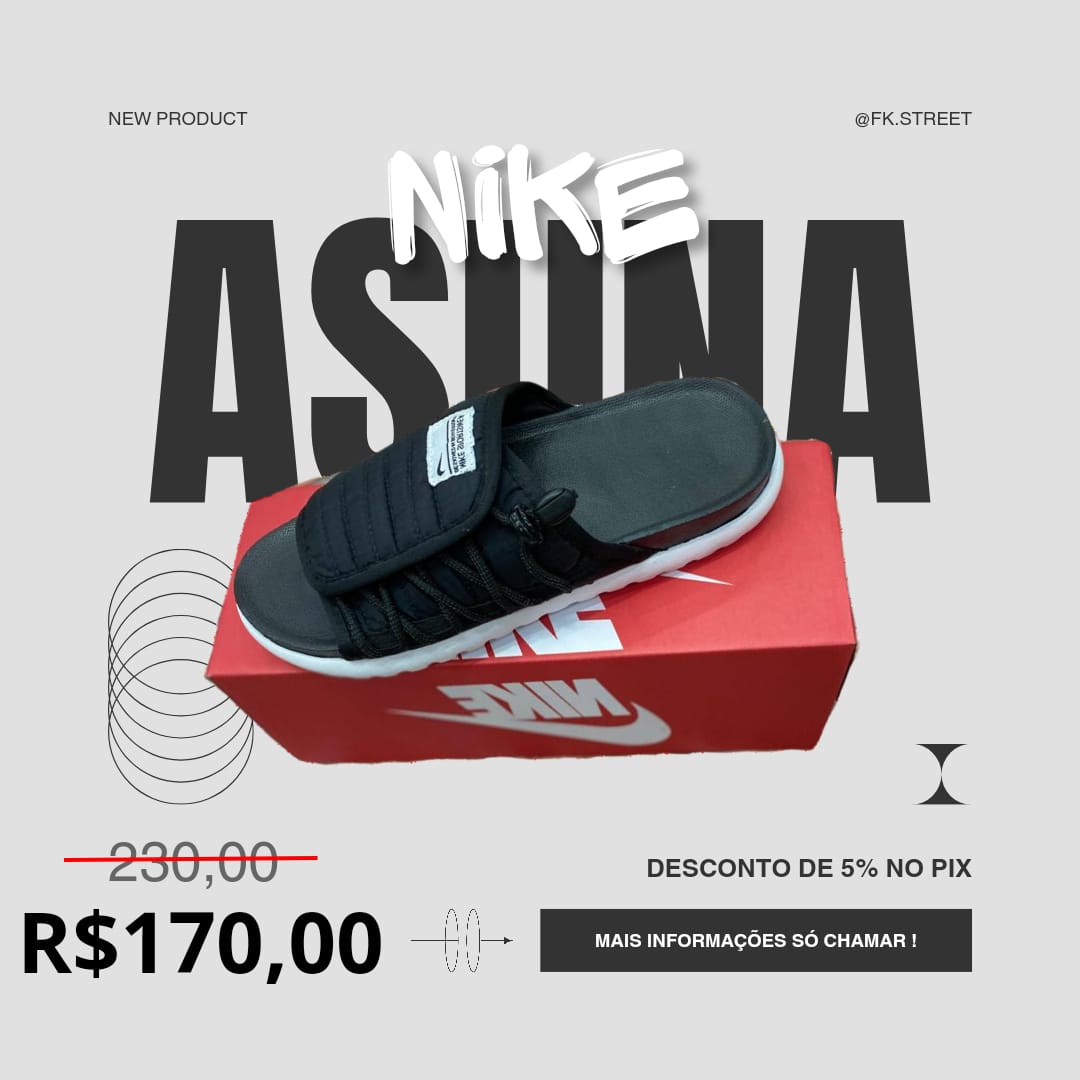 NEW PRODUCT
@FK.STREET
NIKE
ASUNA
NIKE
230,00
DESCONTO DE 5% NO PIX
R$170,00
MAIS INFORMAÇÕES SÓ CHAMAR !